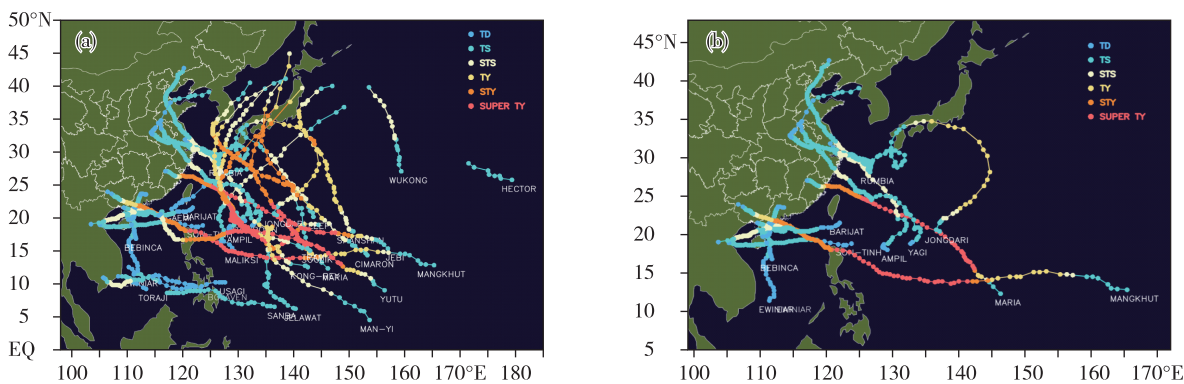 50°N
45
40
35
30
25
20
15
10
5
EQ
(a)
TD
TS
STS
TY
STY
SUPER TY
WUKONG
HECTOR
RUMBIA
BARIJAT
BEBINCA
AMPIL
MALIKSI
SHANSHAN
CIMARON
MANGKHUT
MARIA
YUTU
USAGI
TORAJI
BOLAVEN
SANBA
JELAWAT
MAN-YI
100
110
120
130
140
150
160
170°E
180
45°N
40
35
30
25
20
15
10
5
(b)
TD
TS
STS
TY
STY
SUPER TY
RUMBIA
BARIJAT
JONGDARI
SON-TINH
YAGI
AMPIL
BEBINCA
MARIA
MANGKHUT
EWINIAR
100
110
120
130
140
150
160
170°E